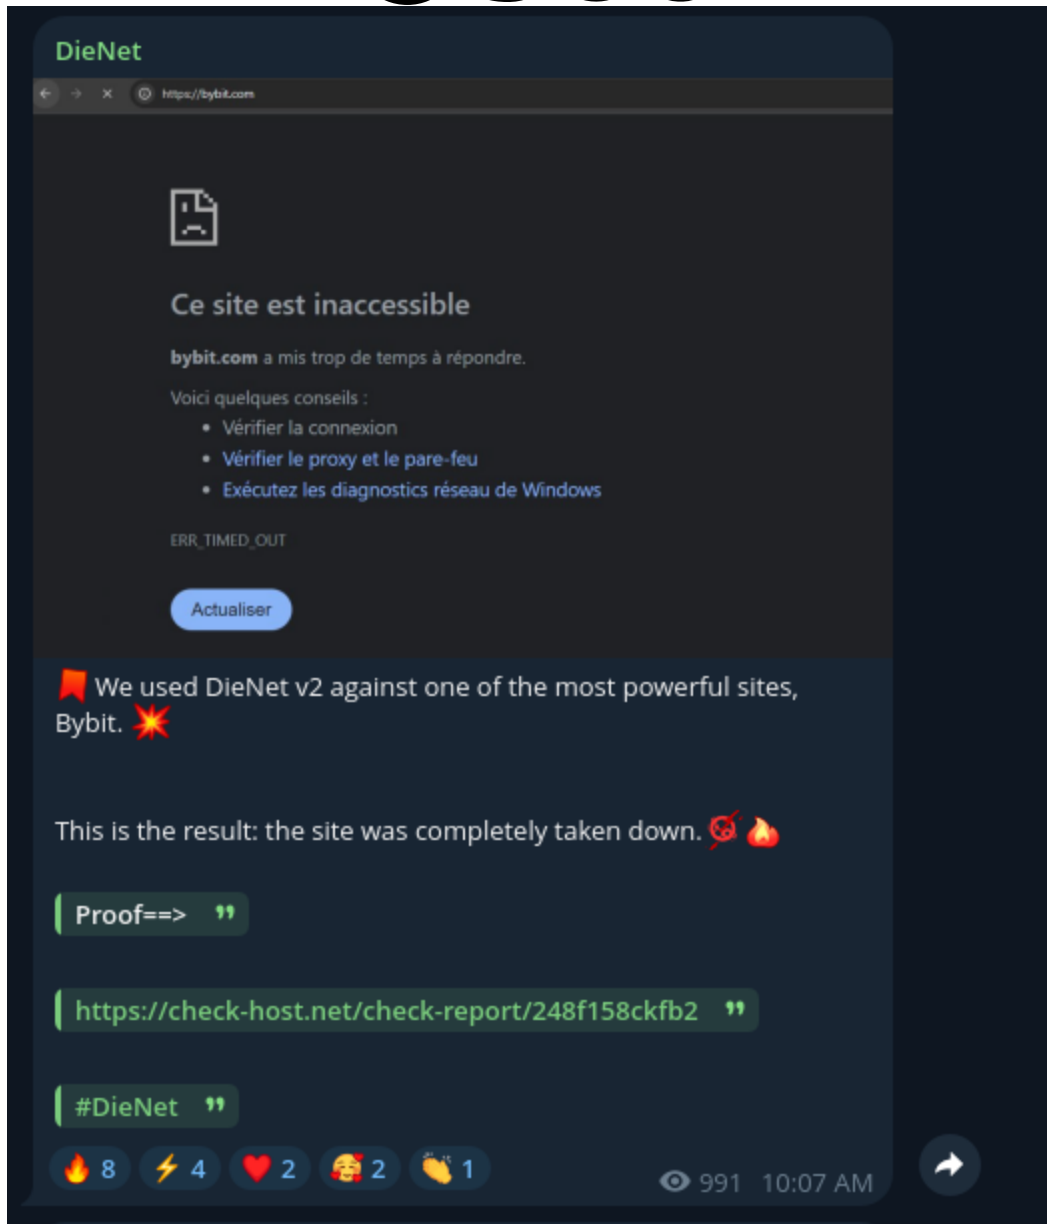 DieNet
https://bybit.com
Ce site est inaccessible
bybit.com a mis trop de temps à répondre.
Voici quelques conseils :
• Vérifier la connexion
• Vérifier le proxy et le pare-feu
• Exécutez les diagnostics réseau de Windows
ERR_TIMED_OUT
Actualiser
We used DieNet v2 against one of the most powerful sites,
Bybit. 💥
This is the result: the site was completely taken down. 🔥
Proof==>
https://check-host.net/check-report/248f158ckfb2
#DieNet
🔥 8 ⚡ 4 ❤️ 2 🥰 2 👏 1
991 10:07 AM